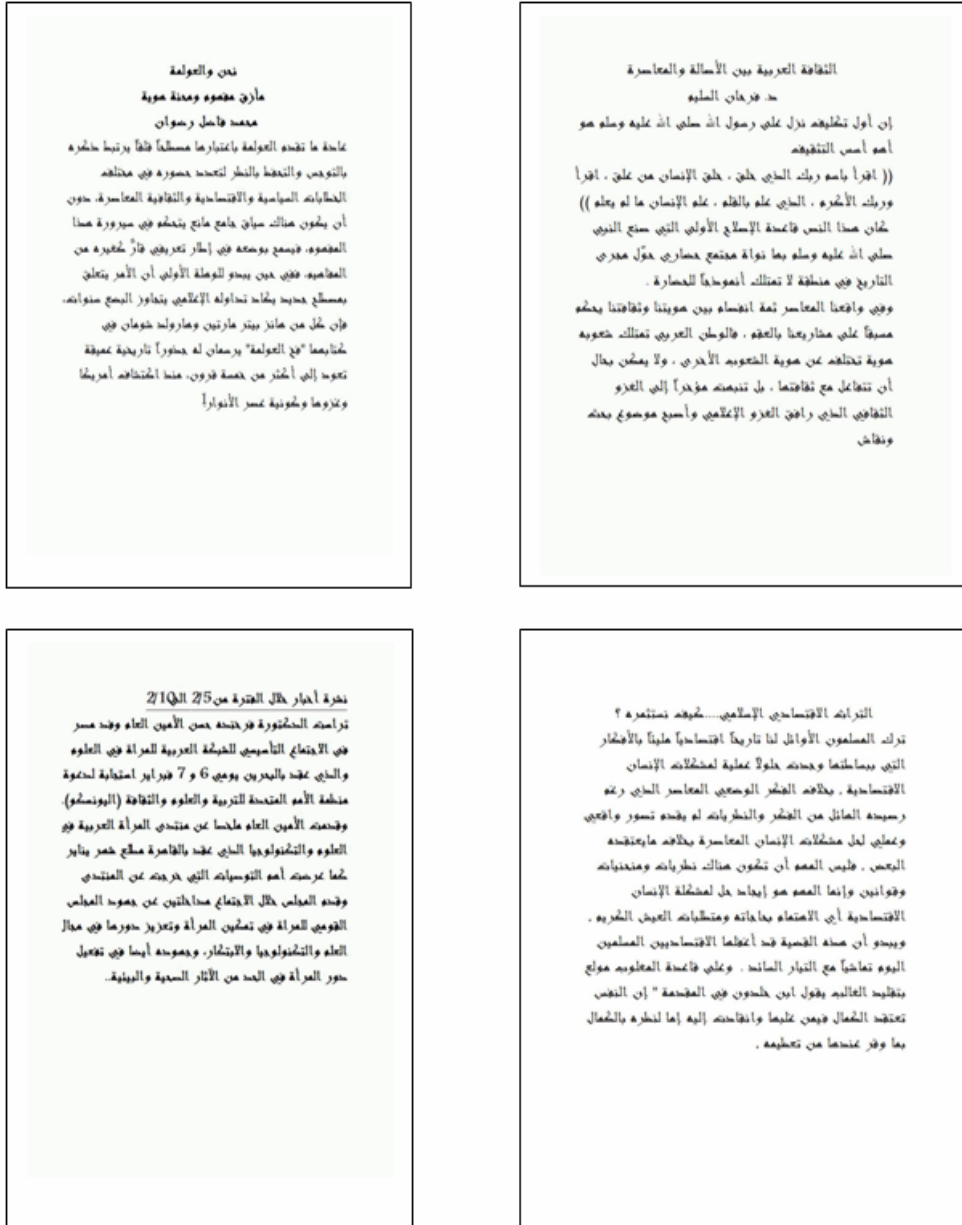 الثقافة العربية بين الأصالة والمعاصرة
د. فرحان السليم
إن أول تكليف نزل على رسول الله صلى الله عليه وسلم هو
أهم أسس التثقيف
(( اقرأ باسم ربك الذي خلق ، خلق الإنسان من علق ، اقرأ
وربك الأكرم ، الذي علم بالقلم ، علم الإنسان ما لم يعلم ))
كان هذا النص قاعدة الإصلاح الأولى التي صنع النبي
صلى الله عليه وسلم بها نواة مجتمع حضاري حوّل مجرى
التاريخ في منطقة لا تمتلك أنموذجاً للحضارة .
وفي واقعنا المعاصر ثمة انفصام بين هويتنا وثقافتنا يحكم
مسبقاً على مشاريعنا بالعقم ، فالوطن العربي تمتلك شعوبه
هوية تختلف عن هوية الشعوب الأخرى ، ولا يمكن بحال
أن تتفاعل مع ثقافتها ، بل تنبهت مؤخراً إلى الغزو
الثقافي الذي رافق الغزو الإعلامي وأصبح موضوع بحث
ونقاش
نحن والعولمة
مأزق مفهوم ومحنة هوية
محمد فاضل رضوان
عادة ما تقدم العولمة باعتبارها مصطلحاً قلقاً يرتبط ذكره
بالتوجس والتحفظ بالنظر لتعدد حضوره في مختلف
الخطابات السياسية والاقتصادية والثقافية المعاصرة، دون
أن يكون هناك سياق جامع مانع يتحكم في سيرورة هذا
المفهوم، فيسمح بوضعه في إطار تعريفي قارٍّ كغيره من
المفاهيم، ففي حين يبدو للوهلة الأولى أن الأمر يتعلق
بمصطلح جديد يكاد تداوله الإعلامي يتجاوز البضع سنوات،
فإن كل من هانز بيتر مارتين وهارولد شومان في
كتابهما "فخ العولمة" يرسمان له جذوراً تاريخية عميقة
تعود إلى أكثر من خمسة قرون، منذ اكتشاف أمريكا
وغزوها وكونية عصر الأنوار
التراث الاقتصادي الإسلامي....كيف نستثمره ؟
ترك المسلمون الأوائل لنا تاريخاً اقتصادياً مليئاً بالأفكار
التي ببساطتها وجدت حلولاً عملية لمشكلات الإنسان
الاقتصادية . بخلاف الفكر الوضعي المعاصر الذي رغم
رصيده الهائل من الفكر والنظريات لم يقدم تصور واقعي
وعملي لحل مشكلات الإنسان المعاصرة بخلاف مايعتقده
البعض . فليس المهم أن تكون هناك نظريات ومنحنيات
وقوانين وإنما المهم هو إيجاد حل لمشكلة الإنسان
الاقتصادية أي الاهتمام بحاجاته ومتطلبات العيش الكريم .
ويبدو أن هذه القضية قد أغفلها الاقتصاديين المسلمين
اليوم تماشياً مع التيار السائد . وعلى قاعدة المغلوب مولع
بتقليد الغالب يقول ابن خلدون في المقدمة " إن النفس
تعتقد الكمال فيمن غلبها وانقادت إليه إما لنظره بالكمال
بما وقر عندها من تعظيمه .
نشرة أخبار خلال الفترة من 2/5 الى 2/10
تراست الدكتورة فرخنده حسن الأمين العام وفد مصر
في الاجتماع التأسيسي للشبكة العربية للمراة في العلوم
والذي عقد بالبحرين يومي 6 و 7 فبراير استجابة لدعوة
منظمة الأمم المتحدة للتربية والعلوم والثقافة (اليونسكو).
وقدمت الأمين العام ملخصا عن منتدى المرأة العربية في
العلوم والتكنولوجيا الذي عقد بالقاهرة مطلع شهر يناير
كما عرضت أهم التوصيات التي خرجت عن المنتدى
وقدم المجلس خلال الاجتماع مداخلتين عن جهود المجلس
القومي للمراة في تمكين المرأة وتعزيز دورها في مجال
العلم والتكنولوجيا والابتكار، وجهوده أيضا في تفعيل
دور المرأة في الحد من الآثار الصحية والبيئية..